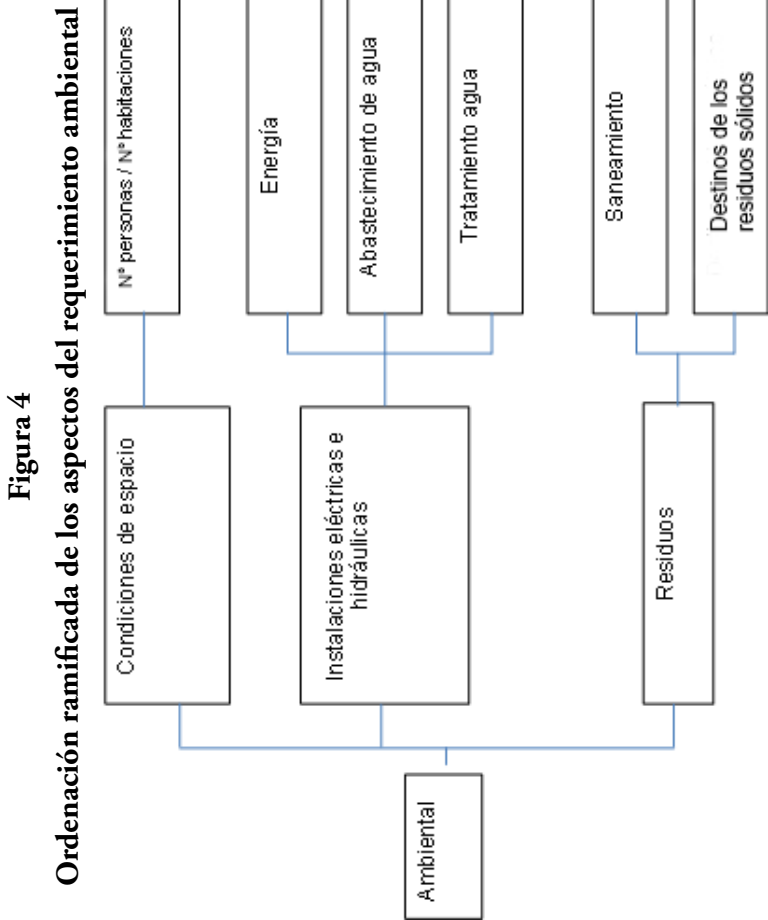 Figura 4
Ordenación ramificada de los aspectos del requerimiento ambiental
Ambiental
Condiciones de espacio
N° personas / N° habitaciones
Instalaciones eléctricas e
hidráulicas
Energía
Abastecimiento de agua
Tratamiento agua
Residuos
Saneamiento
Destinos de los
residuos sólidos